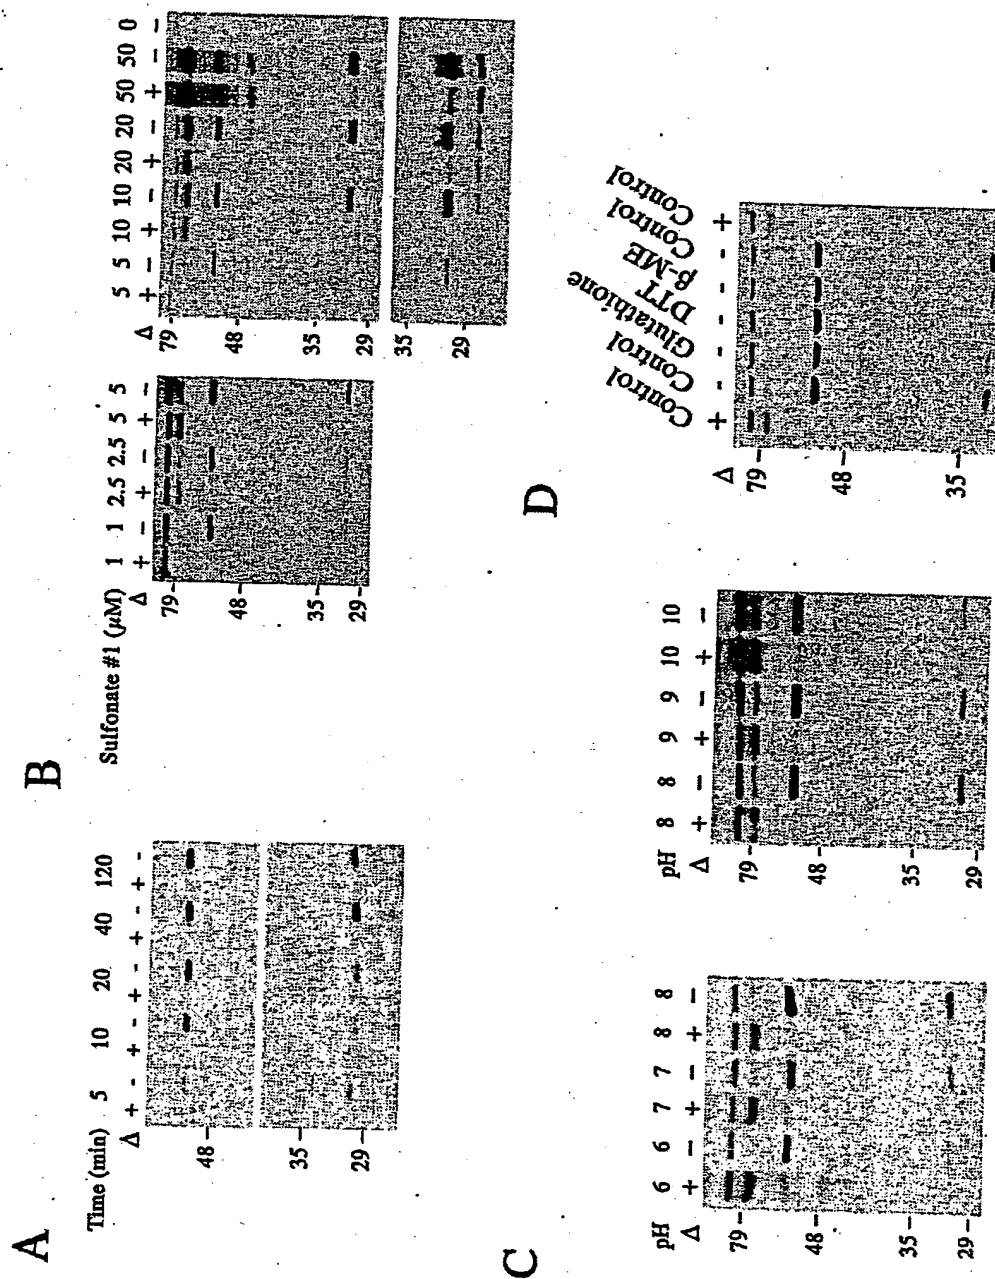 A
Time (min) 5 10 20 40 120
Δ + - + - + - + - + -
48
35
29
B
Sulfonate #1 (μM) 1 1 2.5 2.5 5 5
Δ + − + − + −
79
48
35
29
5 5 10 10 20 20 50 50 0
Δ + − + − + − + − −
79
48
35
29
35
29
C
pH 6 6 7 7 8 8
Δ + − + − + −
79
48
35
29
pH 8 8 9 9 10 10
Δ + − + − + −
79
48
35
29
D
Control
Control
Glutathione
DTT
β-ME
Control
Control
Δ + - - - - - +
79
48
35